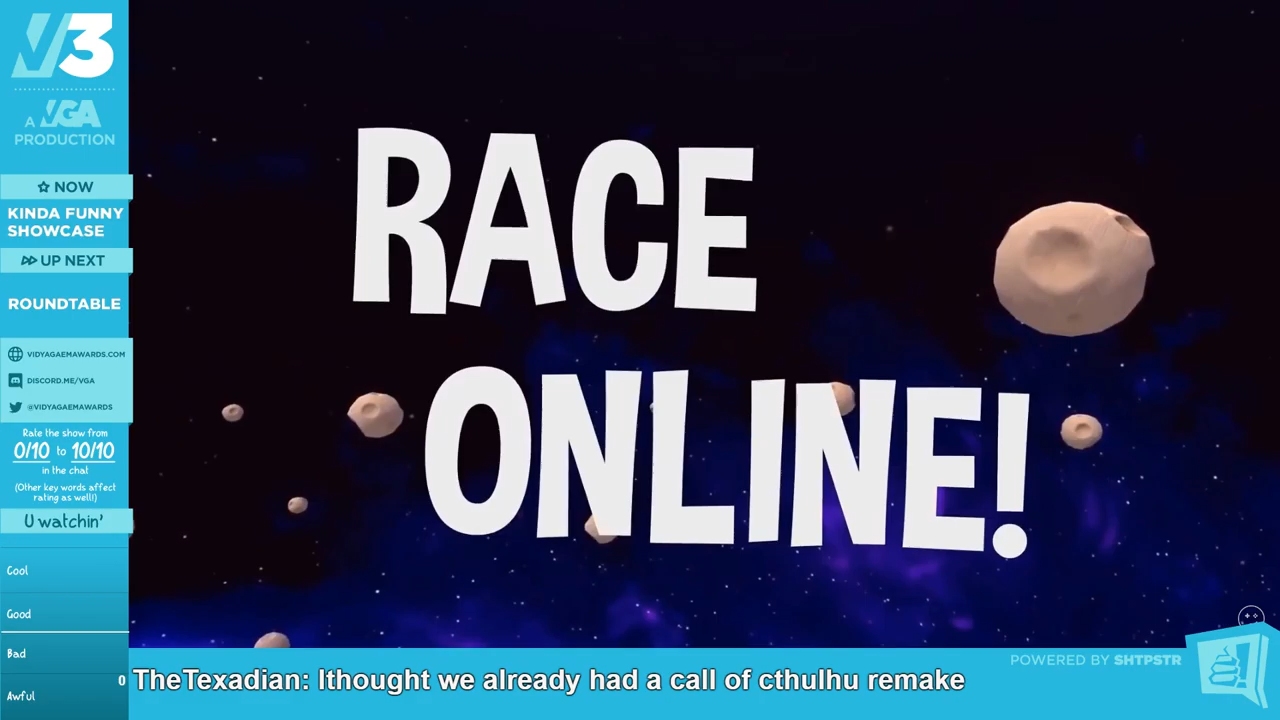 V3
A VGA
PRODUCTION
NOW
KINDA FUNNY
SHOWCASE
UP NEXT
ROUNDTABLE
VIDYAGAEMAWARDS.COM
DISCORD.ME/VGA
@VIDYAGAEMAWARDS
Rate the show from
0/10 to 10/10
in the chat
(Other key words affect
rating as well!)
U watchin'
Cool
Good
Bad
0
Awful
RACE
ONLINE!
POWERED BY SHTPSTR
TheTexadian: Ithought we already had a call of cthulhu remake